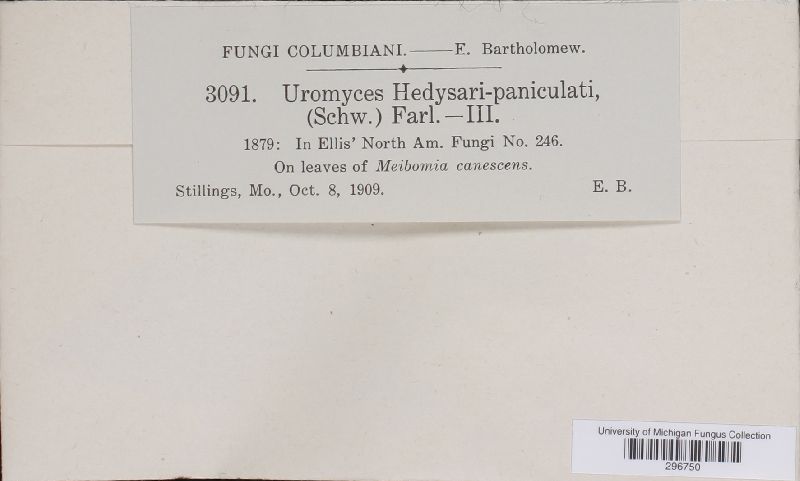 FUNGI COLUMBIANI.——E. Bartholomew.
3091. Uromyces Hedysari-paniculati,
(Schw.) Farl.—III.
1879: In Ellis' North Am. Fungi No. 246.
On leaves of Meibomia canescens.
Stillings, Mo., Oct. 8, 1909. E. B.
University of Michigan Fungus Collection
296750